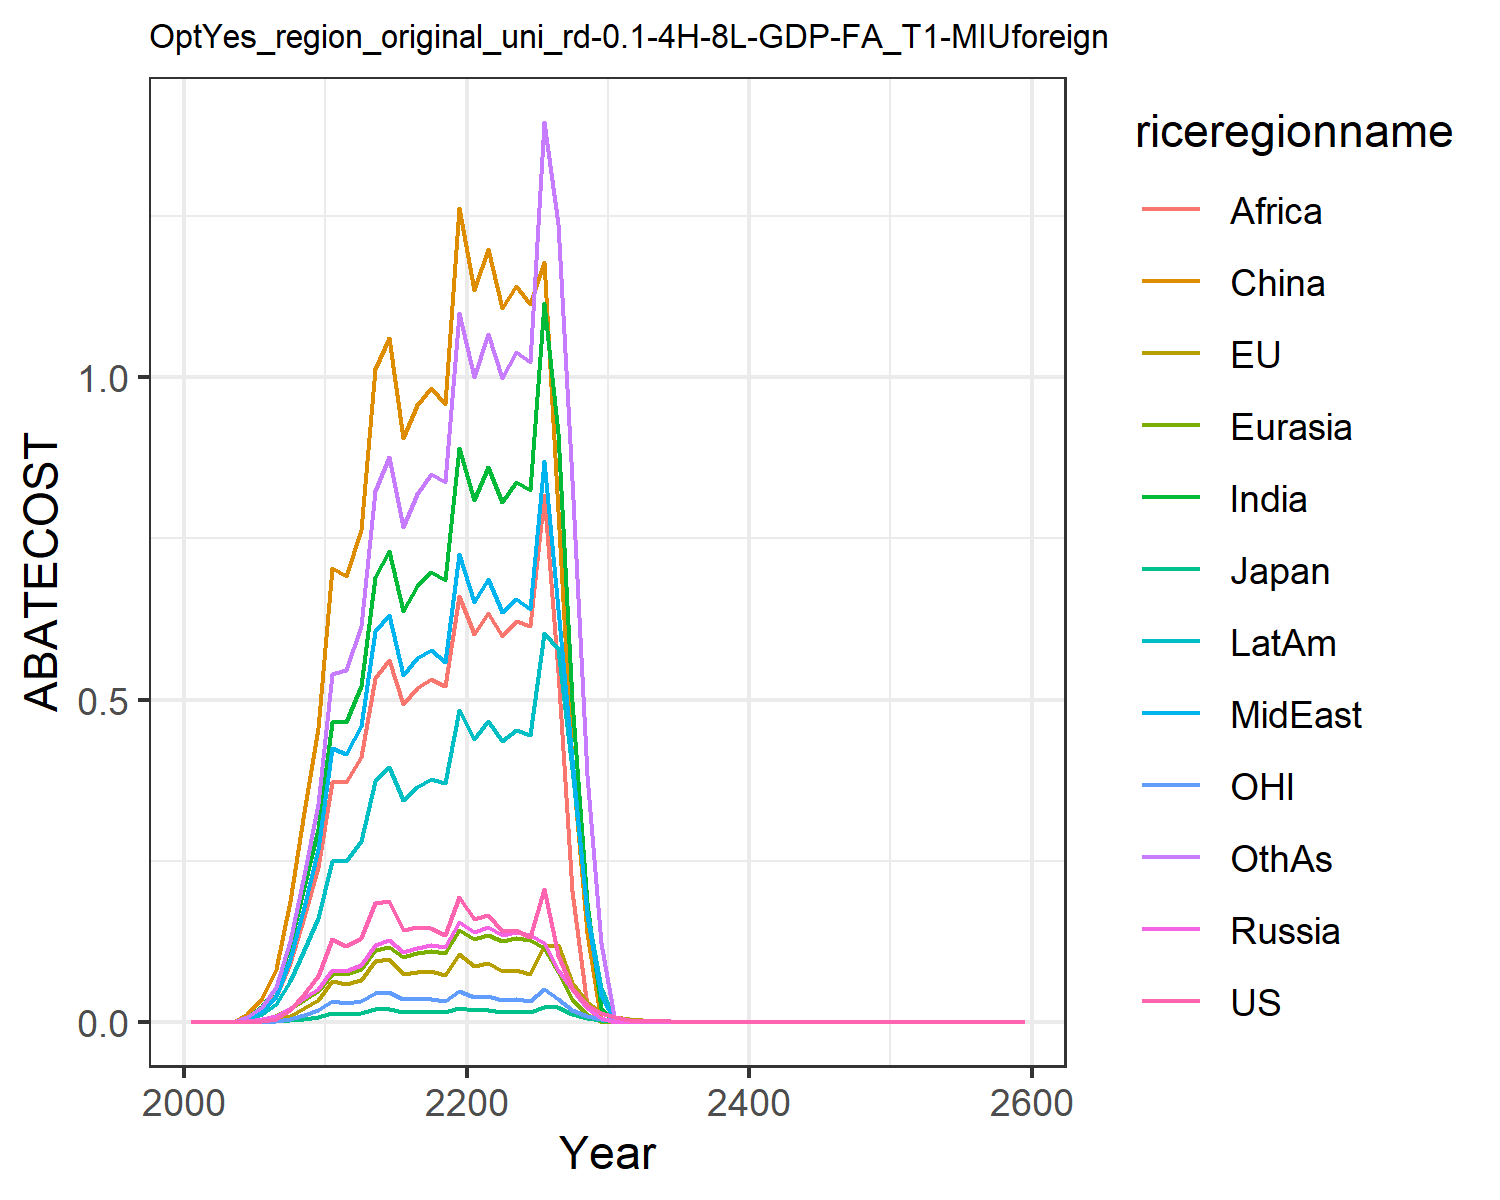 OptYes_region_original_uni_rd-0.1-4H-8L-GDP-FA_T1-MIUforeign
ABATECOST
1.0
0.5
0.0
2000
2200
2400
2600
Year
riceregionname
Africa
China
EU
Eurasia
India
Japan
LatAm
MidEast
OHI
OthAs
Russia
US